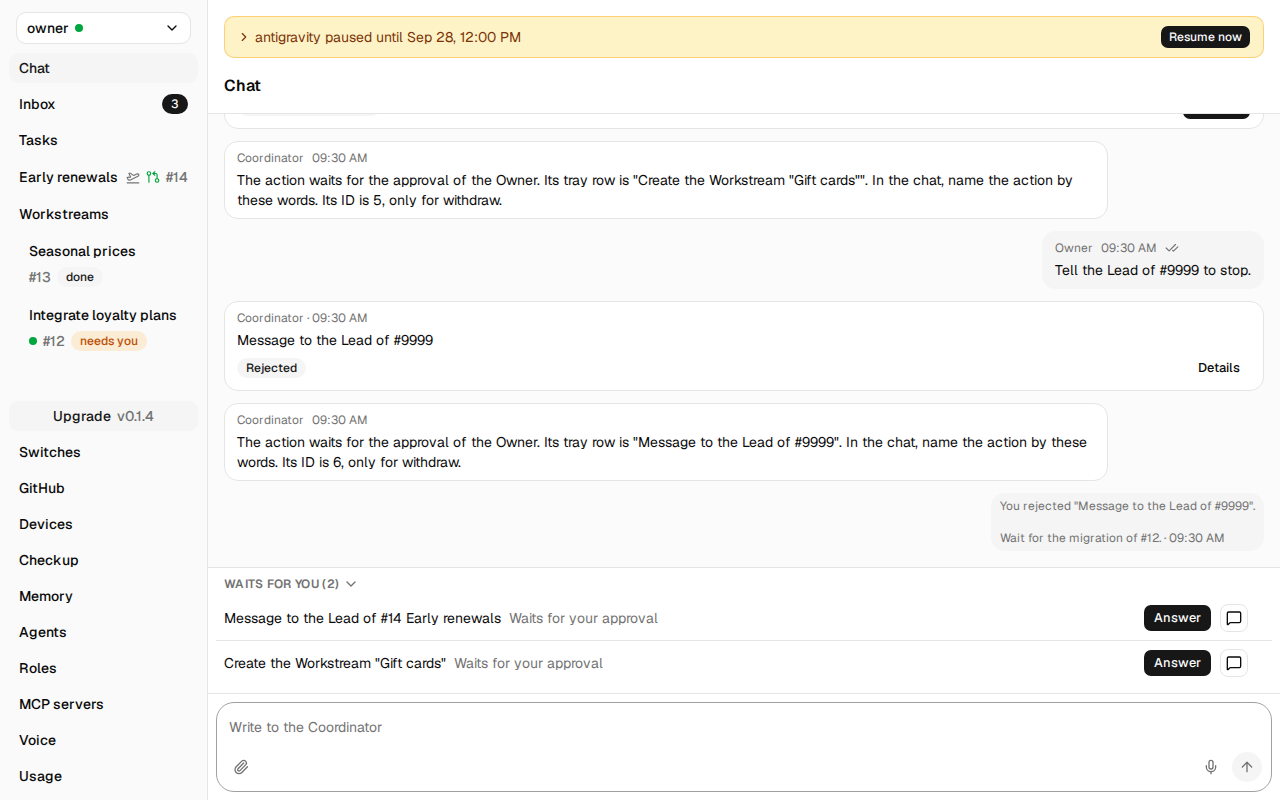 owner
Chat
Inbox 3
Tasks
Early renewals #14
Workstreams
Seasonal prices
#13 done
Integrate loyalty plans
#12 needs you
Upgrade v0.1.4
Switches
GitHub
Devices
Checkup
Memory
Agents
Roles
MCP servers
Voice
Usage
antigravity paused until Sep 28, 12:00 PM Resume now
Chat
Coordinator 09:30 AM
The action waits for the approval of the Owner. Its tray row is "Create the Workstream "Gift cards"". In the chat, name the action by
these words. Its ID is 5, only for withdraw.
Owner 09:30 AM
Tell the Lead of #9999 to stop.
Coordinator · 09:30 AM
Message to the Lead of #9999
Rejected Details
Coordinator 09:30 AM
The action waits for the approval of the Owner. Its tray row is "Message to the Lead of #9999". In the chat, name the action by these
words. Its ID is 6, only for withdraw.
You rejected "Message to the Lead of #9999".
Wait for the migration of #12. · 09:30 AM
WAITS FOR YOU (2)
Message to the Lead of #14 Early renewals Waits for your approval Answer
Create the Workstream "Gift cards" Waits for your approval Answer
Write to the Coordinator